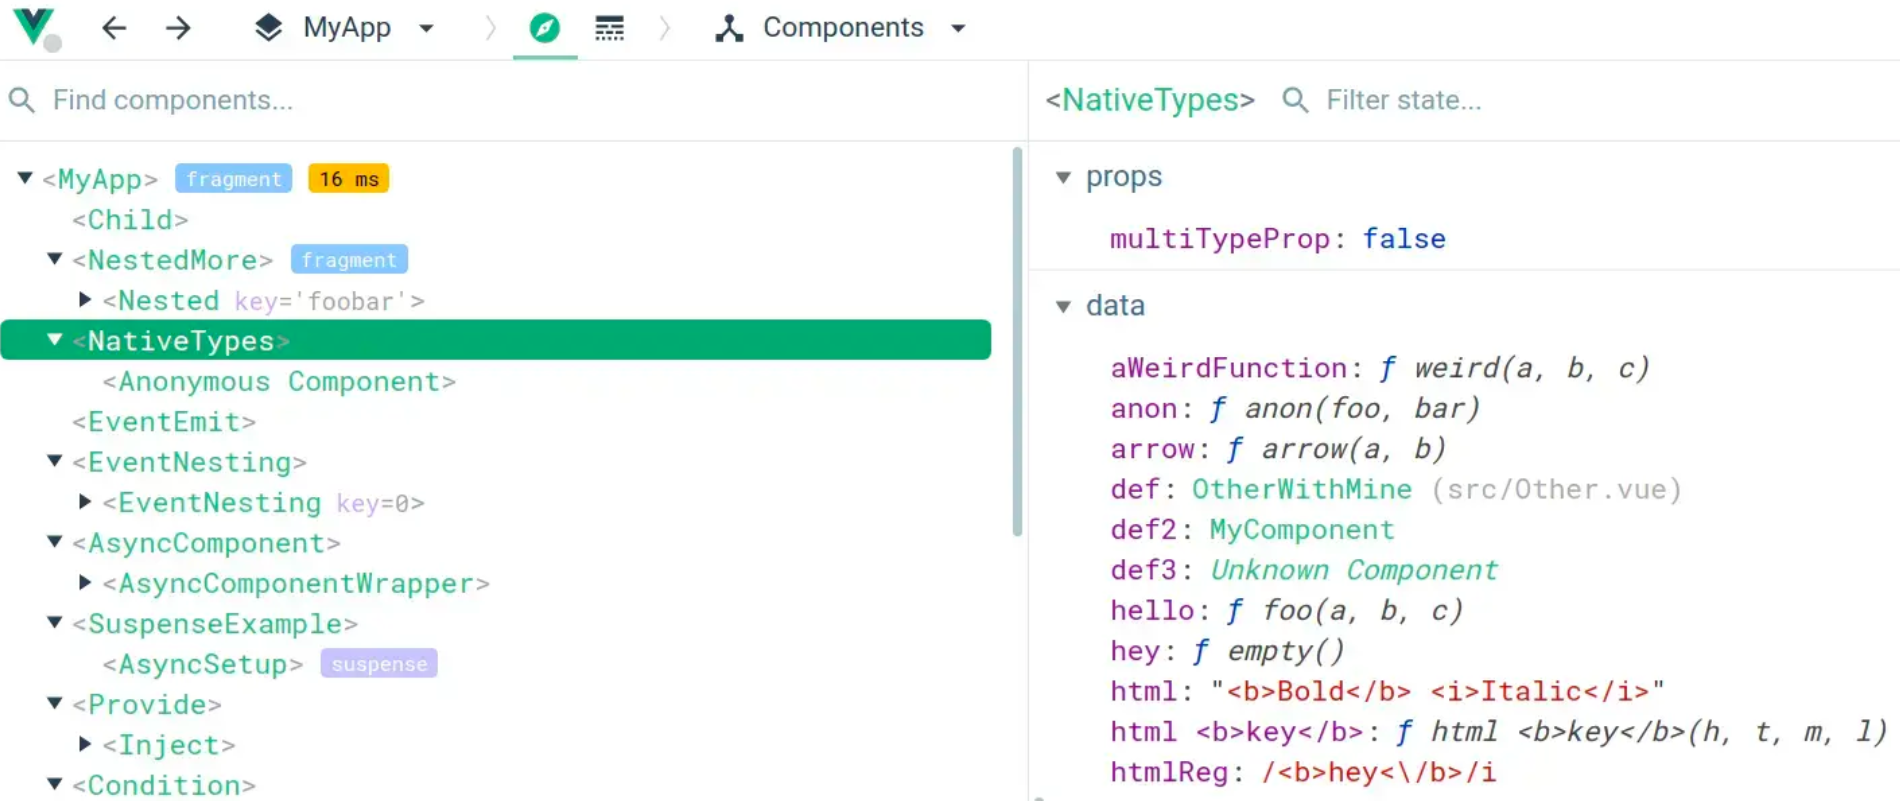 MyApp Components
Find components...
<MyApp> fragment 16 ms
<Child>
<NestedMore> fragment
<Nested key='foobar'>
<NativeTypes>
<Anonymous Component>
<EventEmit>
<EventNesting>
<EventNesting key=0>
<AsyncComponent>
<AsyncComponentWrapper>
<SuspenseExample>
<AsyncSetup> suspense
<Provide>
<Inject>
<Condition>
<NativeTypes> Filter state...
props
multiTypeProp: false
data
aWeirdFunction: ƒ weird(a, b, c)
anon: ƒ anon(foo, bar)
arrow: ƒ arrow(a, b)
def: OtherWithMine (src/Other.vue)
def2: MyComponent
def3: Unknown Component
hello: ƒ foo(a, b, c)
hey: ƒ empty()
html: "<b>Bold</b> <i>Italic</i>"
html <b>key</b>: ƒ html <b>key</b>(h, t, m, l)
htmlReg: /<b>hey<\/b>/i